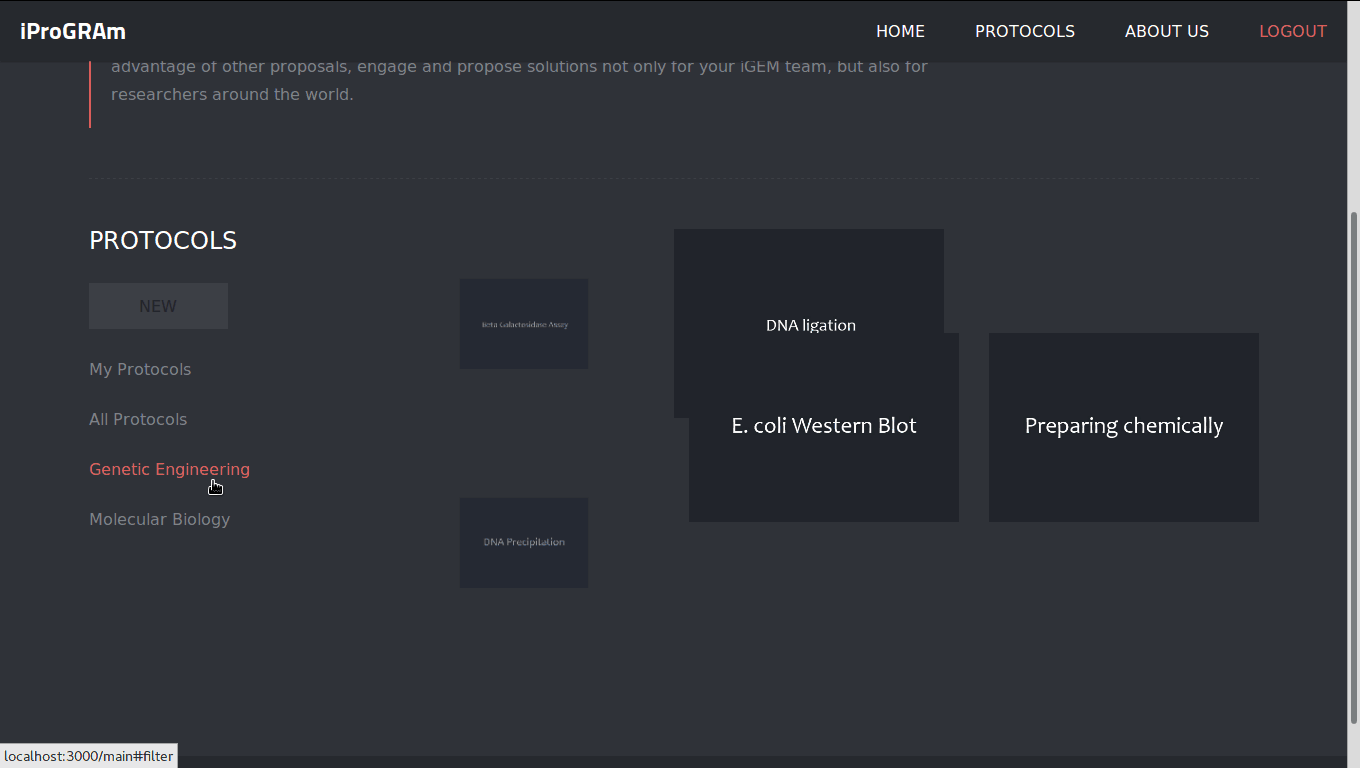 iProGRAm
HOME
PROTOCOLS
ABOUT US
LOGOUT
advantage of other proposals, engage and propose solutions not only for your iGEM team, but also for
researchers around the world.
PROTOCOLS
NEW
My Protocols
All Protocols
Genetic Engineering
Molecular Biology
Beta Galactosidase Assay
DNA Precipitation
DNA ligation
E. coli Western Blot
Preparing chemically
localhost:3000/main#filter